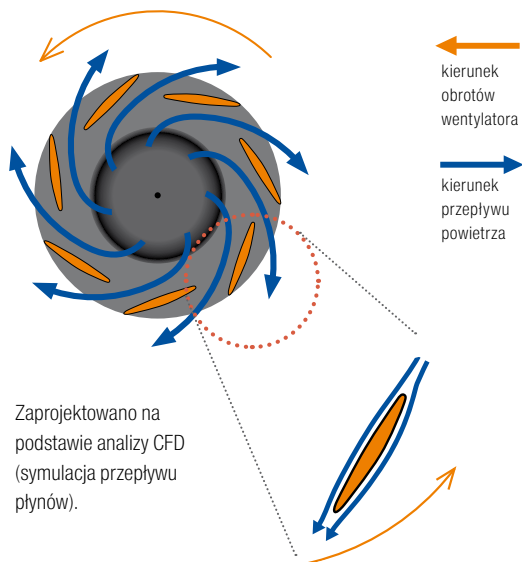 kierunek
obrotów
wentylatora
kierunek
przepływu
powietrza
Zaprojektowano na
podstawie analizy CFD
(symulacja przepływu
płynów).